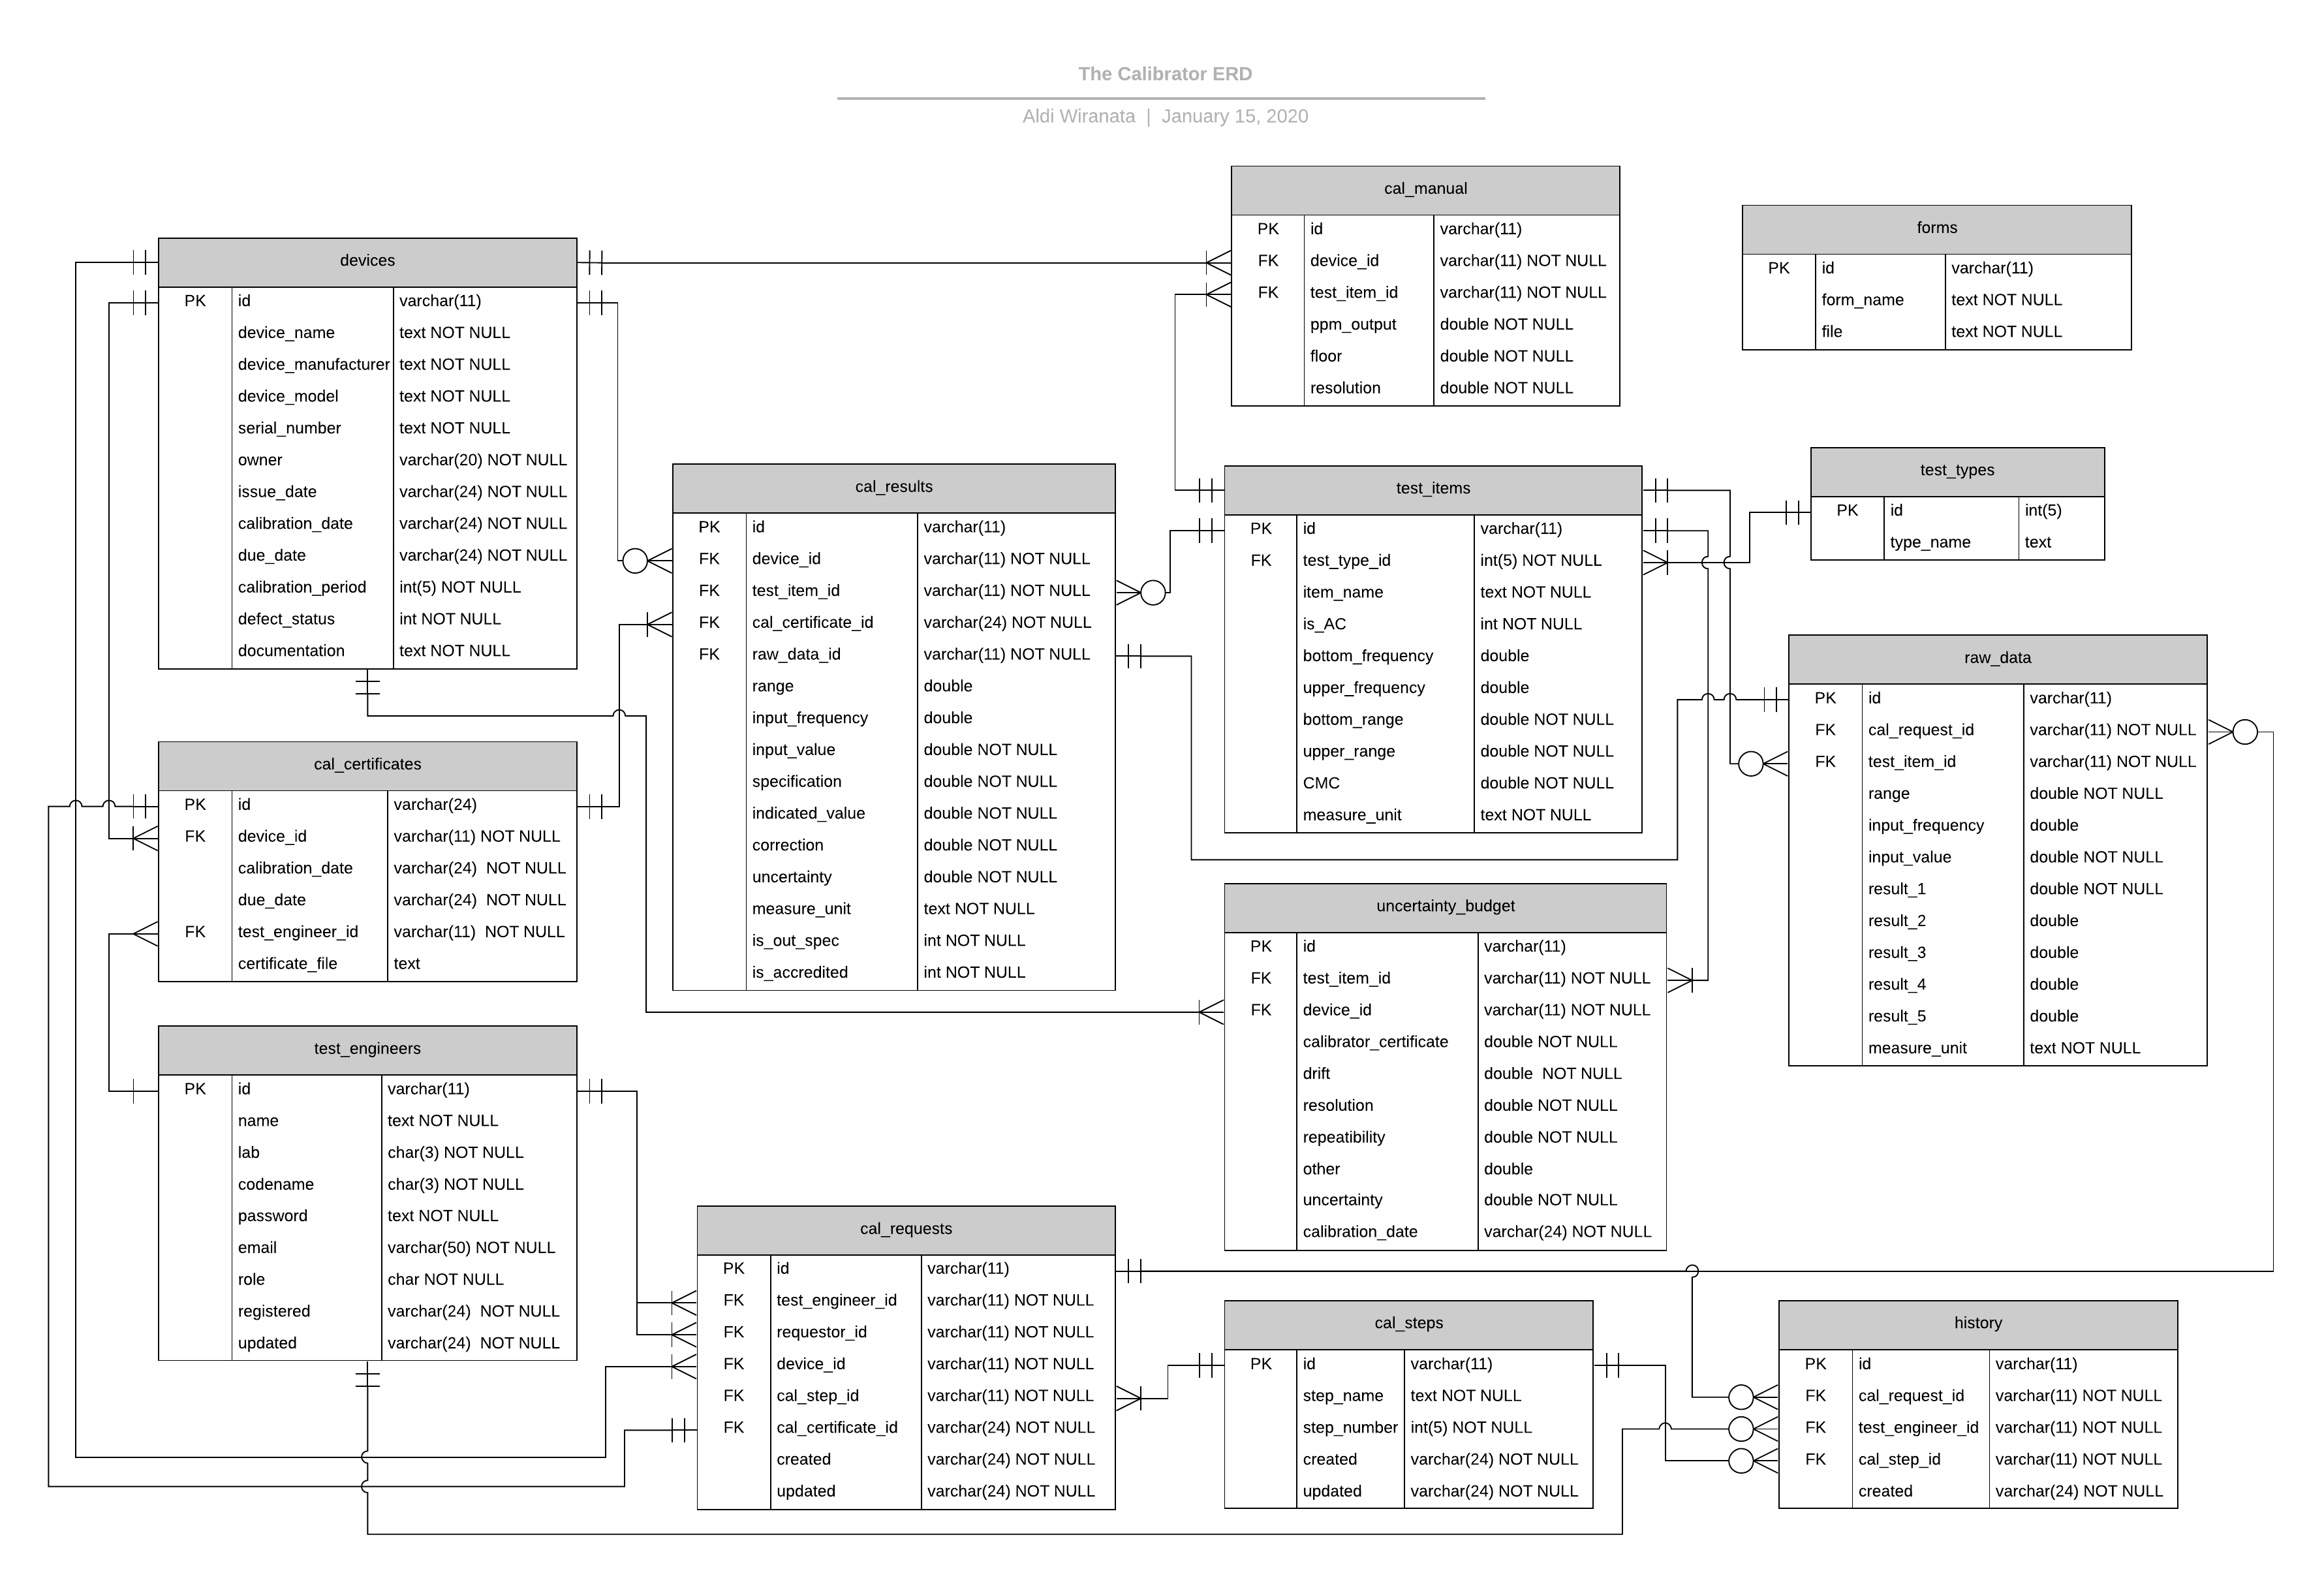 The Calibrator ERD
Aldi Wiranata | January 15, 2020
cal_manual
PK id varchar(11)
FK device_id varchar(11) NOT NULL
FK test_item_id varchar(11) NOT NULL
ppm_output double NOT NULL
floor double NOT NULL
resolution double NOT NULL
forms
PK id varchar(11)
form_name text NOT NULL
file text NOT NULL
devices
PK id varchar(11)
device_name text NOT NULL
device_manufacturer text NOT NULL
device_model text NOT NULL
serial_number text NOT NULL
owner varchar(20) NOT NULL
issue_date varchar(24) NOT NULL
calibration_date varchar(24) NOT NULL
due_date varchar(24) NOT NULL
calibration_period int(5) NOT NULL
defect_status int NOT NULL
documentation text NOT NULL
cal_results
PK id varchar(11)
FK device_id varchar(11) NOT NULL
FK test_item_id varchar(11) NOT NULL
FK cal_certificate_id varchar(24) NOT NULL
FK raw_data_id varchar(11) NOT NULL
range double
input_frequency double
input_value double NOT NULL
specification double NOT NULL
indicated_value double NOT NULL
correction double NOT NULL
uncertainty double NOT NULL
measure_unit text NOT NULL
is_out_spec int NOT NULL
is_accredited int NOT NULL
test_items
PK id varchar(11)
FK test_type_id int(5) NOT NULL
item_name text NOT NULL
is_AC int NOT NULL
bottom_frequency double
upper_frequency double
bottom_range double NOT NULL
upper_range double NOT NULL
CMC double NOT NULL
measure_unit text NOT NULL
test_types
PK id int(5)
type_name text
raw_data
PK id varchar(11)
FK cal_request_id varchar(11) NOT NULL
FK test_item_id varchar(11) NOT NULL
range double NOT NULL
input_frequency double
input_value double NOT NULL
result_1 double NOT NULL
result_2 double
result_3 double
result_4 double
result_5 double
measure_unit text NOT NULL
cal_certificates
PK id varchar(24)
FK device_id varchar(11) NOT NULL
calibration_date varchar(24) NOT NULL
due_date varchar(24) NOT NULL
FK test_engineer_id varchar(11) NOT NULL
certificate_file text
uncertainty_budget
PK id varchar(11)
FK test_item_id varchar(11) NOT NULL
FK device_id varchar(11) NOT NULL
calibrator_certificate double NOT NULL
drift double NOT NULL
resolution double NOT NULL
repeatibility double NOT NULL
other double
uncertainty double NOT NULL
calibration_date varchar(24) NOT NULL
test_engineers
PK id varchar(11)
name text NOT NULL
lab char(3) NOT NULL
codename char(3) NOT NULL
password text NOT NULL
email varchar(50) NOT NULL
role char NOT NULL
registered varchar(24) NOT NULL
updated varchar(24) NOT NULL
cal_requests
PK id varchar(11)
FK test_engineer_id varchar(11) NOT NULL
FK requestor_id varchar(11) NOT NULL
FK device_id varchar(11) NOT NULL
FK cal_step_id varchar(11) NOT NULL
FK cal_certificate_id varchar(24) NOT NULL
created varchar(24) NOT NULL
updated varchar(24) NOT NULL
cal_steps
PK id varchar(11)
step_name text NOT NULL
step_number int(5) NOT NULL
created varchar(24) NOT NULL
updated varchar(24) NOT NULL
history
PK id varchar(11)
FK cal_request_id varchar(11) NOT NULL
FK test_engineer_id varchar(11) NOT NULL
FK cal_step_id varchar(11) NOT NULL
created varchar(24) NOT NULL